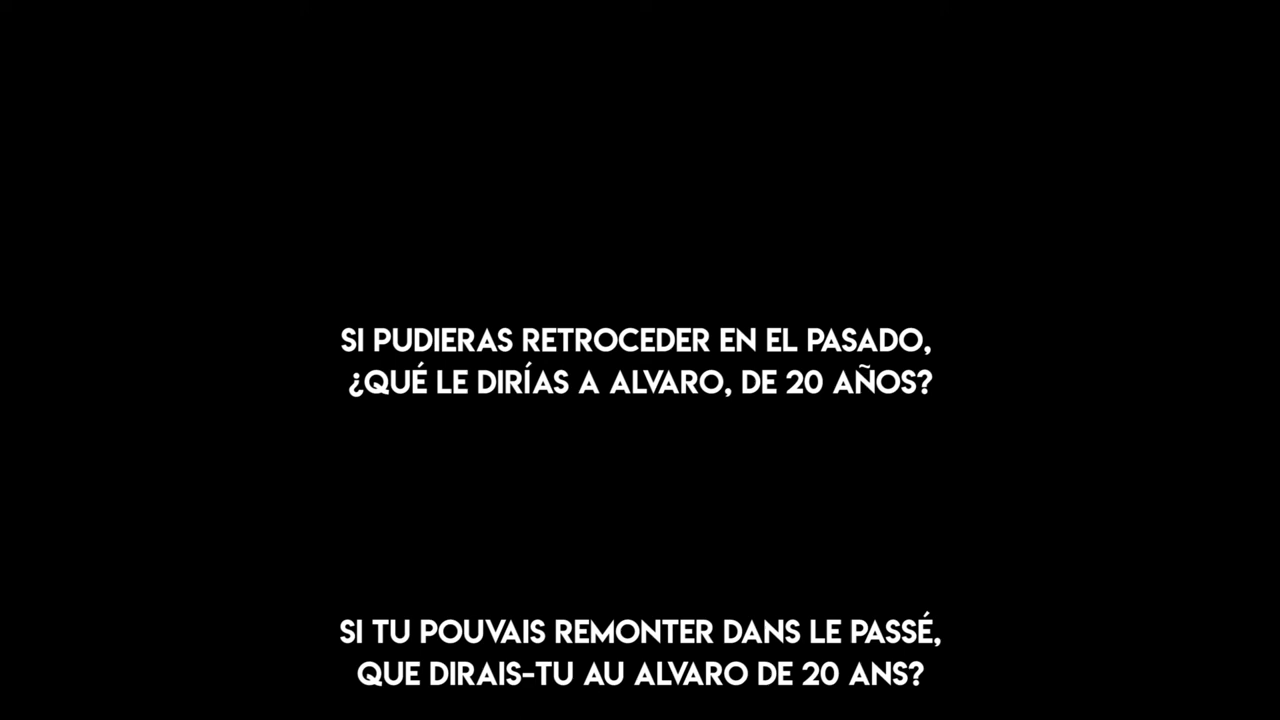 SI PUDIERAS RETROCEDER EN EL PASADO,
¿QUÉ LE DIRÍAS A ALVARO, DE 20 AÑOS?
SI TU POUVAIS REMONTER DANS LE PASSÉ,
QUE DIRAIS-TU AU ALVARO DE 20 ANS?